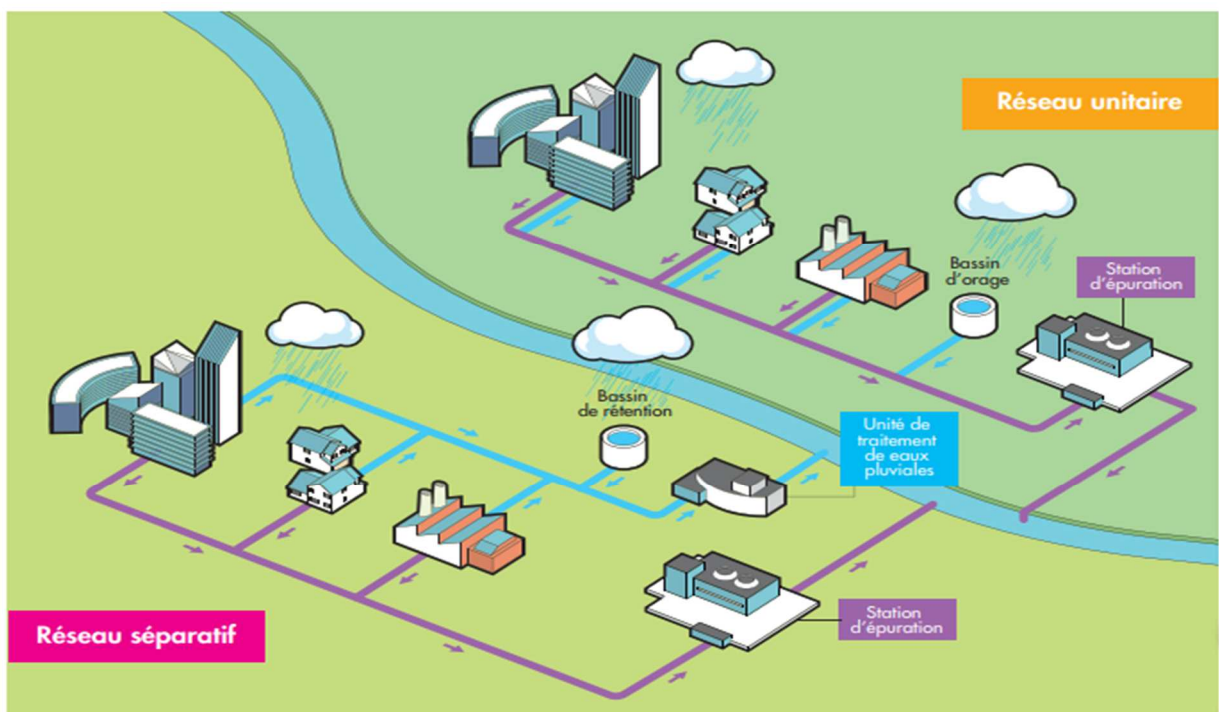 Réseau unitaire
Bassin
d'orage
Station
d'épuration
Bassin
de rétention
Unité de
traitement
de eaux
pluviales
Station
d'épuration
Réseau séparatif